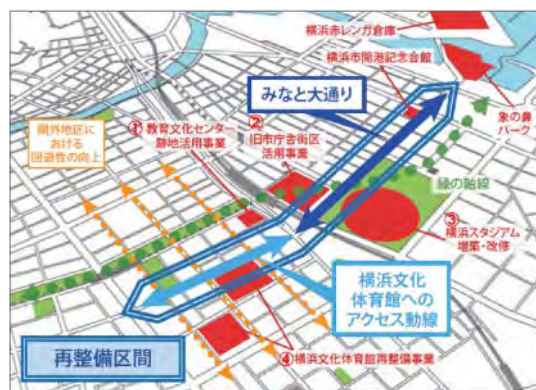 横浜赤レンガ倉庫
横浜市開港記念会館
みなと大通り
象の鼻
パーク
関外地区に
おける
回遊性の向上
①教育文化センター
跡地活用事業
②
旧市庁舎街区
活用事業
緑の軸線
③
横浜スタジアム
増築・改修
横浜文化
体育館への
アクセス動線
再整備区間
④横浜文化体育館再整備事業